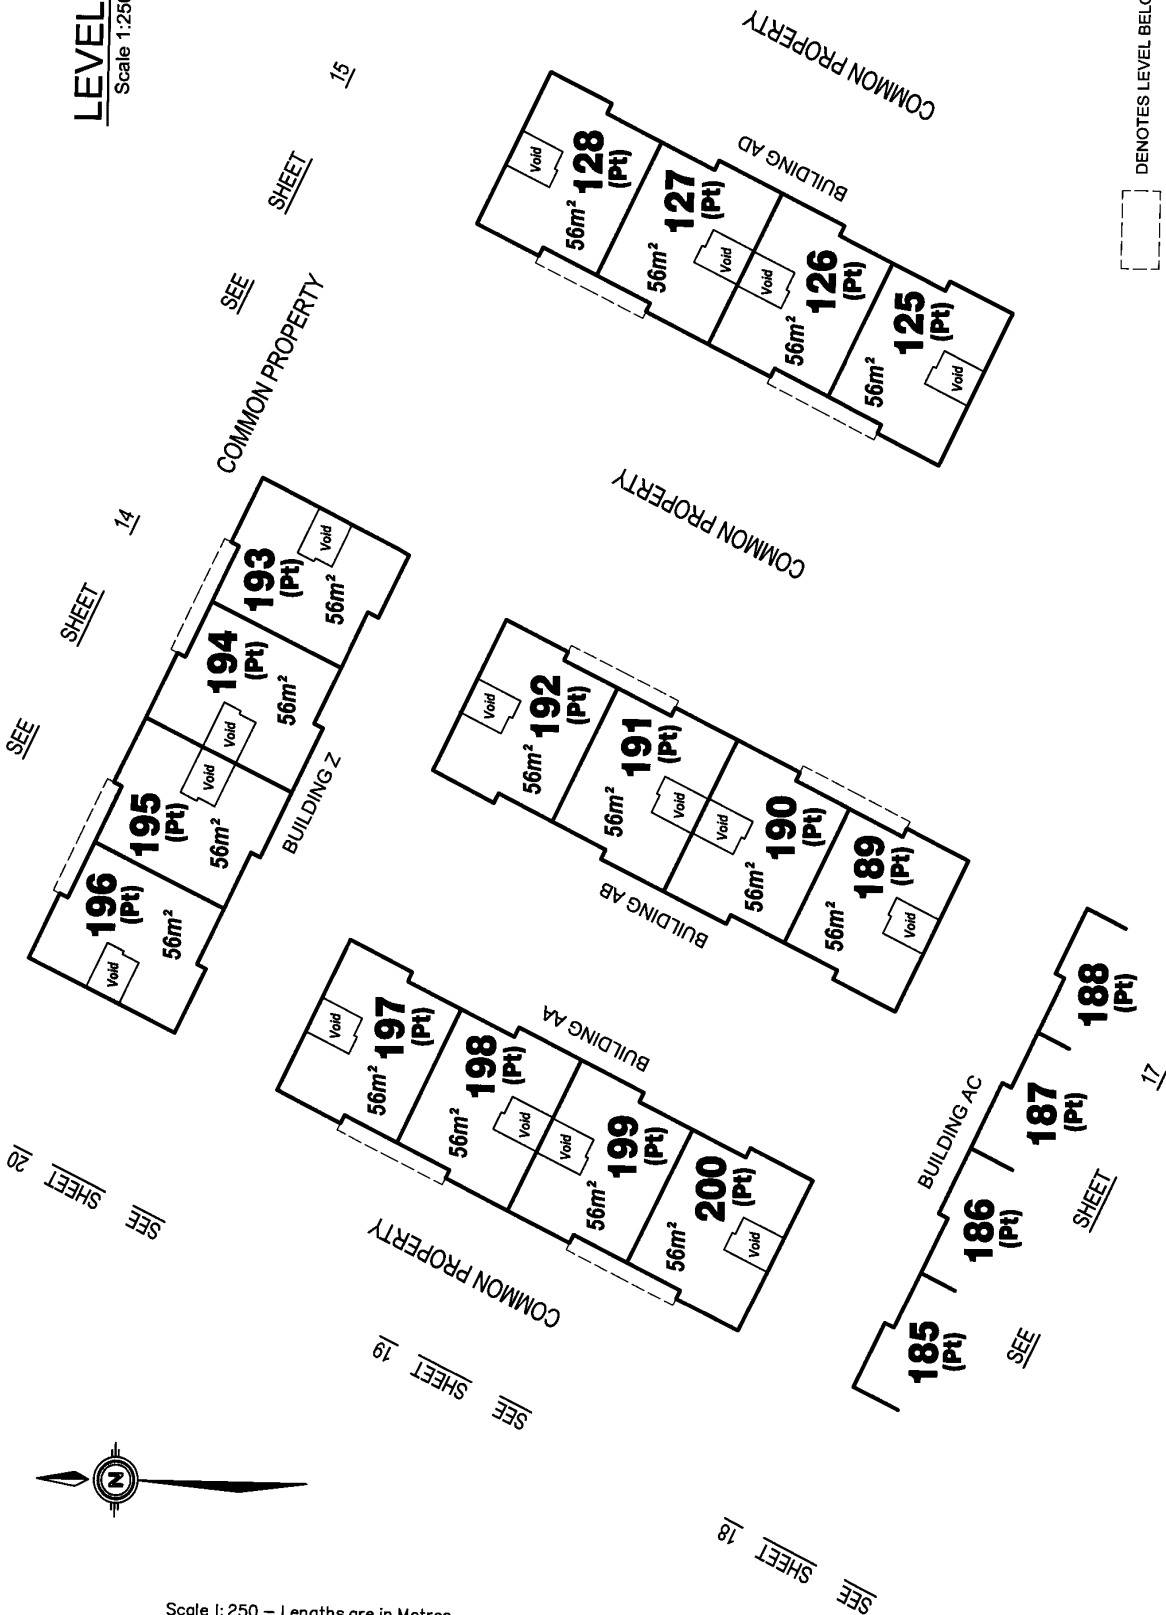 LEVEL
Scale 1:250
SEE SHEET 15
COMMON PROPERTY
128
(Pt)
56m²
Void
127
(Pt)
56m²
Void
126
(Pt)
56m²
Void
125
(Pt)
56m²
Void
BUILDING AD
COMMON PROPERTY
DENOTES LEVEL BELO
SEE SHEET 14
COMMON PROPERTY
193
(Pt)
56m²
Void
194
(Pt)
56m²
Void
195
(Pt)
56m²
Void
196
(Pt)
56m²
Void
BUILDING Z
192
(Pt)
56m²
Void
191
(Pt)
56m²
Void
190
(Pt)
56m²
Void
189
(Pt)
56m²
Void
BUILDING AB
197
(Pt)
56m²
Void
198
(Pt)
56m²
Void
199
(Pt)
56m²
Void
200
(Pt)
56m²
Void
BUILDING AA
COMMON PROPERTY
188
(Pt)
187
(Pt)
186
(Pt)
185
(Pt)
BUILDING AC
SEE SHEET 17
SEE SHEET 20
SEE SHEET 19
SEE SHEET 18
N
Scale 1:250 – Lengths are in Metres